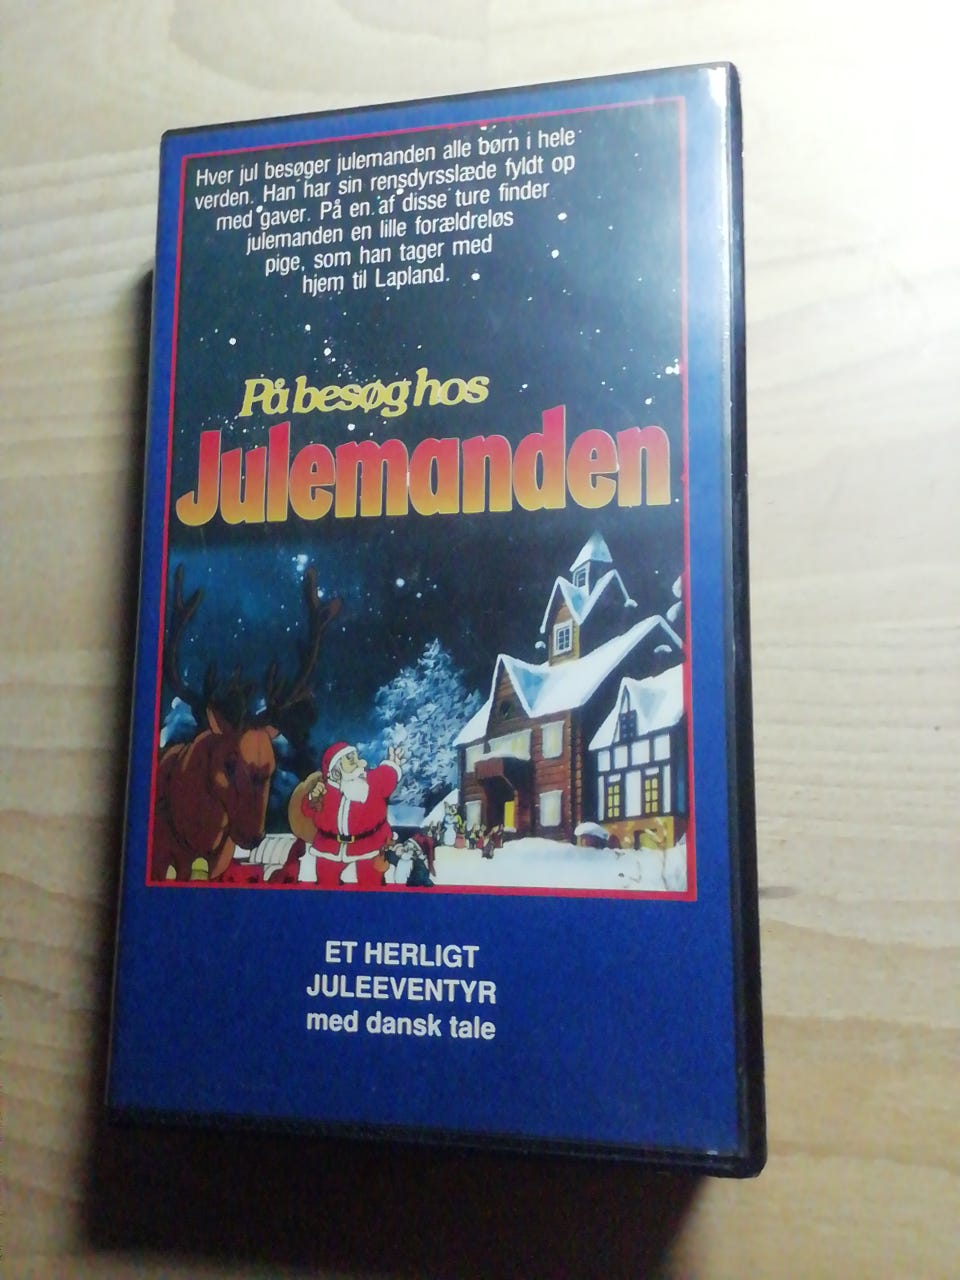 Hver jul besøger julemanden alle børn i hele
verden. Han har sin rensdyrsslæde fyldt op
med gaver. På en af disse ture finder
julemanden en lille forældreløs
pige, som han tager med
hjem til Lapland.
På besøg hos
Julemanden
ET HERLIGT
JULEEVENTYR
med dansk tale